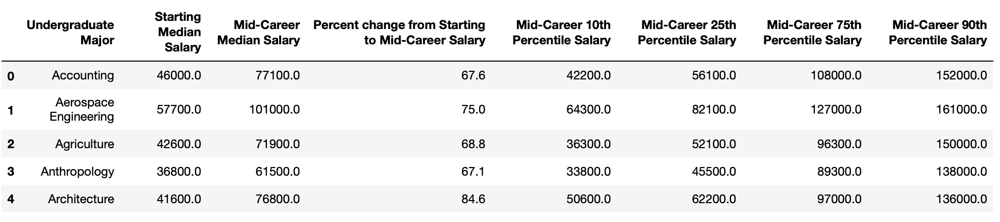 Undergraduate Major Starting Median Salary Mid-Career Median Salary Percent change from Starting to Mid-Career Salary Mid-Career 10th Percentile Salary Mid-Career 25th Percentile Salary Mid-Career 75th Percentile Salary Mid-Career 90th Percentile Salary
0 Accounting 46000.0 77100.0 67.6 42200.0 56100.0 108000.0 152000.0
1 Aerospace Engineering 57700.0 101000.0 75.0 64300.0 82100.0 127000.0 161000.0
2 Agriculture 42600.0 71900.0 68.8 36300.0 52100.0 96300.0 150000.0
3 Anthropology 36800.0 61500.0 67.1 33800.0 45500.0 89300.0 138000.0
4 Architecture 41600.0 76800.0 84.6 50600.0 62200.0 97000.0 136000.0